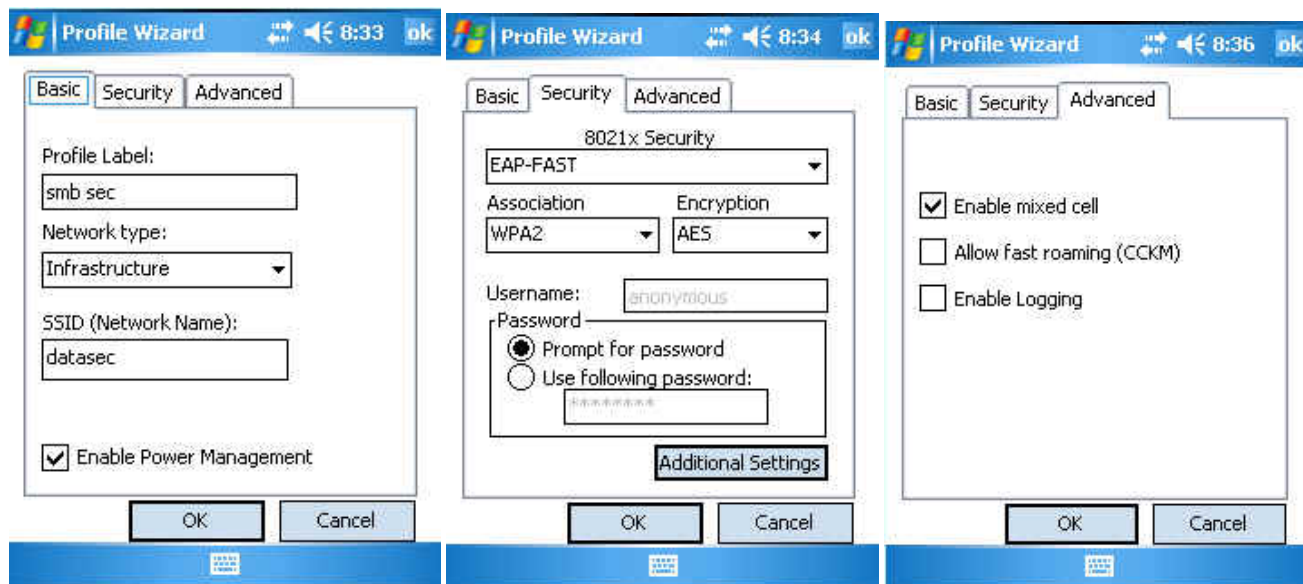 Profile Wizard 8:33 ok
Basic Security Advanced
Profile Label:
smb sec
Network type:
Infrastructure
SSID (Network Name):
datasec
Enable Power Management
OK Cancel
Profile Wizard 8:34 ok
Basic Security Advanced
8021x Security
EAP-FAST
Association Encryption
WPA2 AES
Username: anonymous
Password
Prompt for password
Use following password:
********
Additional Settings
OK Cancel
Profile Wizard 8:36 ok
Basic Security Advanced
Enable mixed cell
Allow fast roaming (CCKM)
Enable Logging
OK Cancel